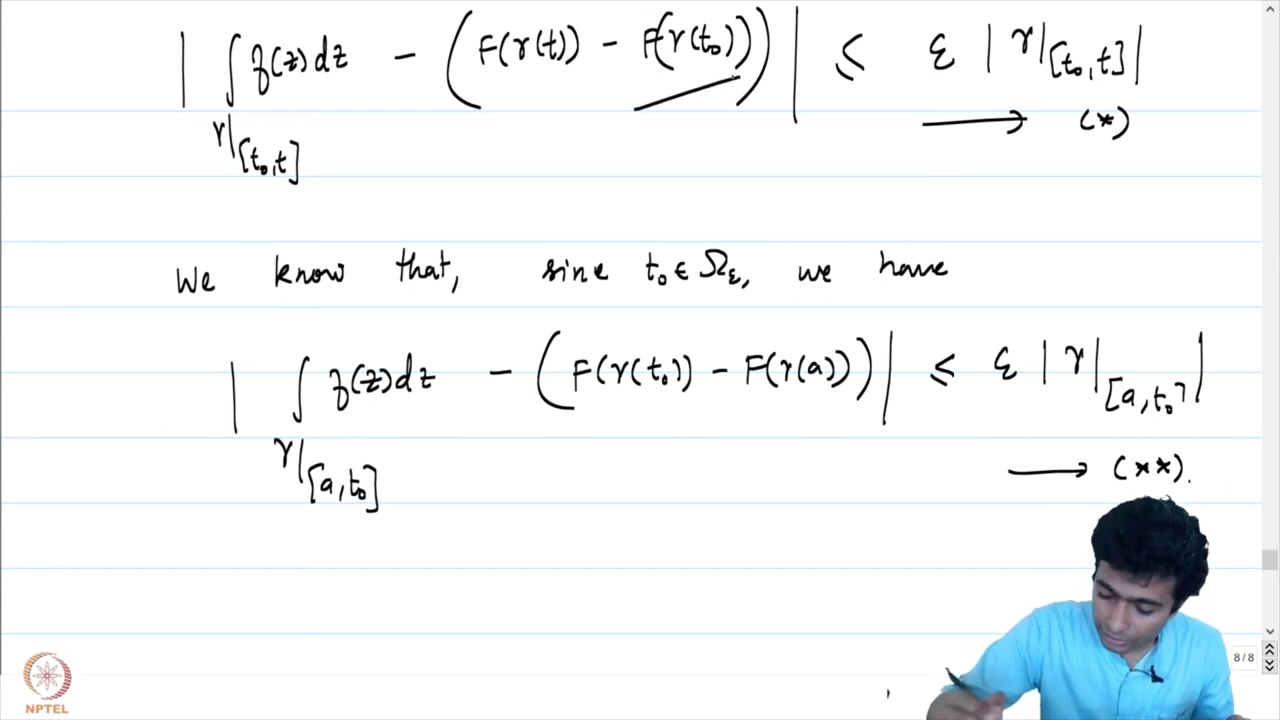 | ∫_{γ|[t₀,t]} f(z)dz − (F(γ(t)) − F(γ(t₀))) | ≤ ε | γ|_{[t₀,t]} |
⟶ (*)
We know that, since t₀ ∈ Ω_ε, we have
| ∫_{γ|[a,t₀]} f(z)dz − (F(γ(t₀)) − F(γ(a))) | ≤ ε | γ|_{[a,t₀]} |
⟶ (**).
8/8
NPTEL